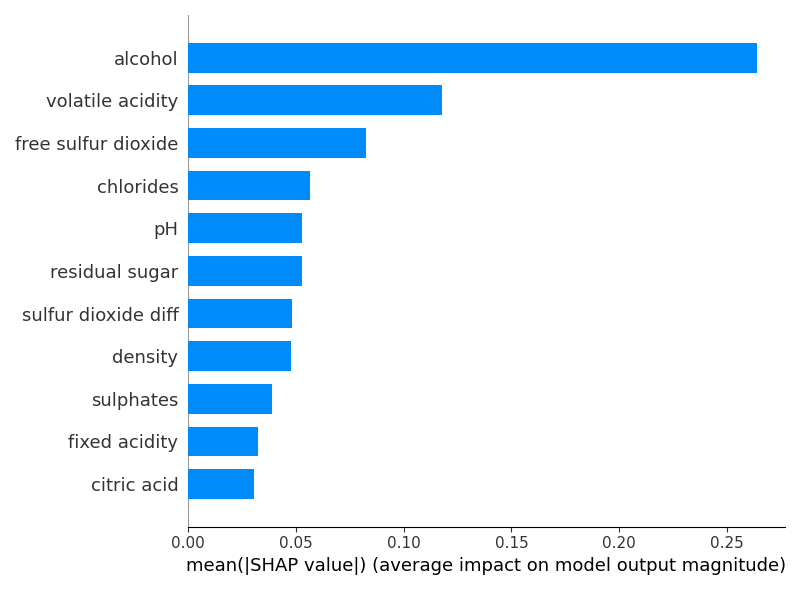 alcohol
volatile acidity
free sulfur dioxide
chlorides
pH
residual sugar
sulfur dioxide diff
density
sulphates
fixed acidity
citric acid
0.00 0.05 0.10 0.15 0.20 0.25
mean(|SHAP value|) (average impact on model output magnitude)